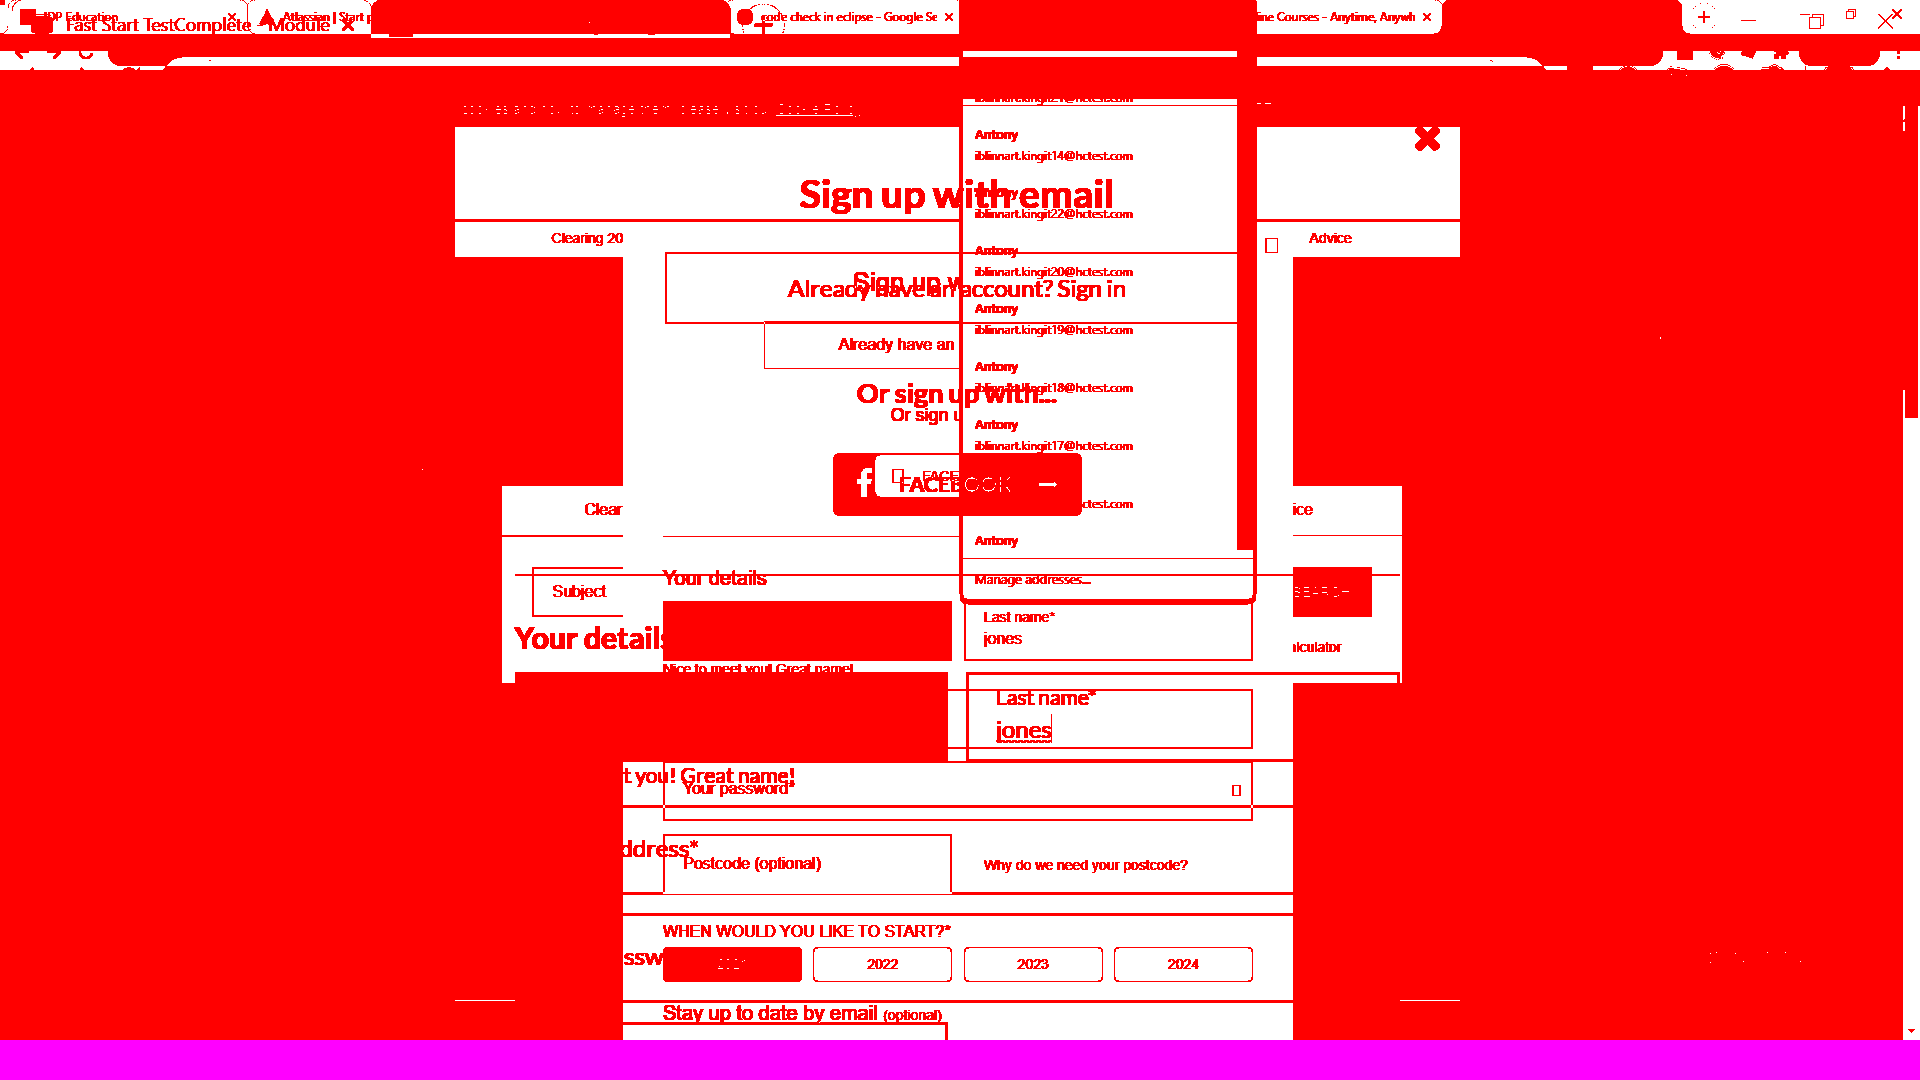 IDP Education
Fast Start TestComplete Module
Atlassian | Start p
code check in eclipse - Google Se
ine Courses - Anytime, Anywh
Cookie Policy
Antony
iblinnart.kingit14@hctest.com
Sign up with email
Antony
iblinnart.kingit22@hctest.com
Clearing 20
Advice
Antony
iblinnart.kingit20@hctest.com
Sign up w
Already have an account? Sign in
Antony
iblinnart.kingit19@hctest.com
Already have an
Antony
iblinnart.kingit18@hctest.com
Or sign up with...
Or sign u
Antony
iblinnart.kingit17@hctest.com
FACE
FACEBOOK
ctest.com
Clear
ice
Antony
Your details
Manage addresses...
Subject
SEARCH
Last name*
jones
Your details
lculator
Nice to meet you! Great name!
Last name*
jones
t you! Great name!
Your password*
ddress*
Postcode (optional)
Why do we need your postcode?
WHEN WOULD YOU LIKE TO START?*
ssw
2021
2022
2023
2024
Stay up to date by email (optional)